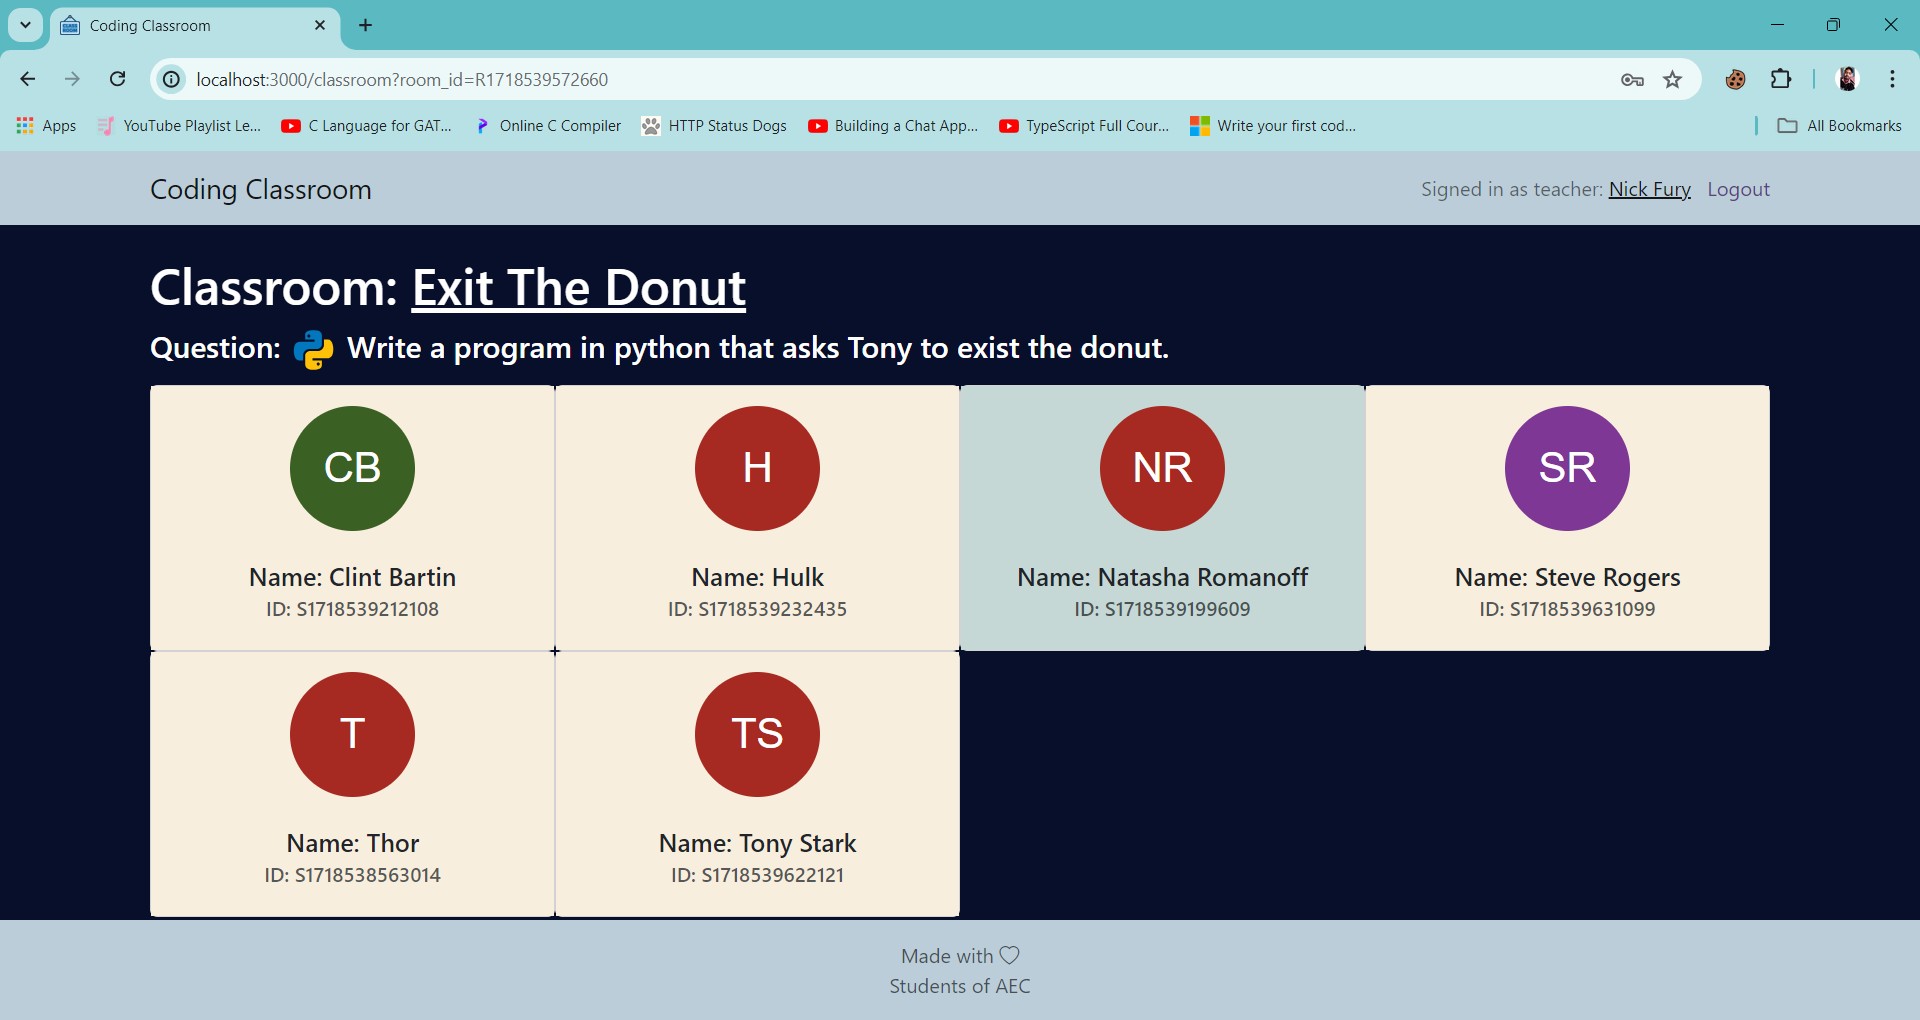 Coding Classroom
localhost:3000/classroom?room_id=R1718539572660
Apps YouTube Playlist Le... C Language for GAT... Online C Compiler HTTP Status Dogs Building a Chat App... TypeScript Full Cour... Write your first cod... All Bookmarks
Coding Classroom Signed in as teacher: Nick Fury Logout
Classroom: Exit The Donut
Question: Write a program in python that asks Tony to exist the donut.
CB H NR SR
Name: Clint Bartin Name: Hulk Name: Natasha Romanoff Name: Steve Rogers
ID: S1718539212108 ID: S1718539232435 ID: S1718539199609 ID: S1718539631099
T TS
Name: Thor Name: Tony Stark
ID: S1718538563014 ID: S1718539622121
Made with
Students of AEC